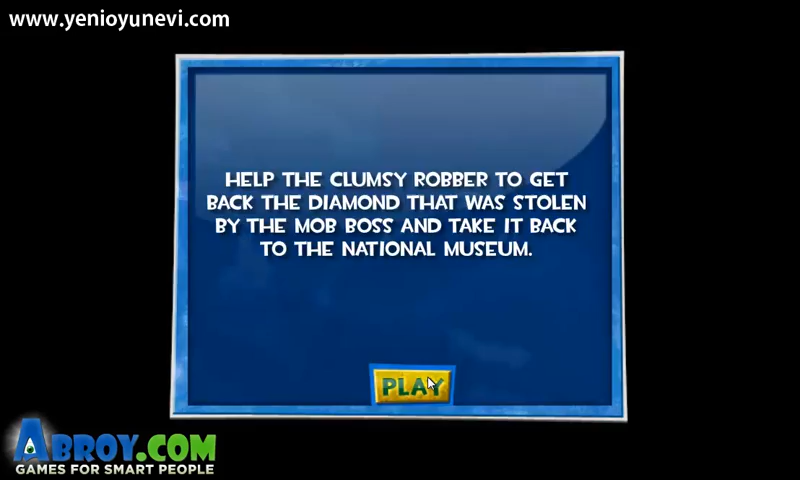 www.yenioyunevi.com
HELP THE CLUMSY ROBBER TO GET
BACK THE DIAMOND THAT WAS STOLEN
BY THE MOB BOSS AND TAKE IT BACK
TO THE NATIONAL MUSEUM.
PLAY
ABROY.COM
GAMES FOR SMART PEOPLE